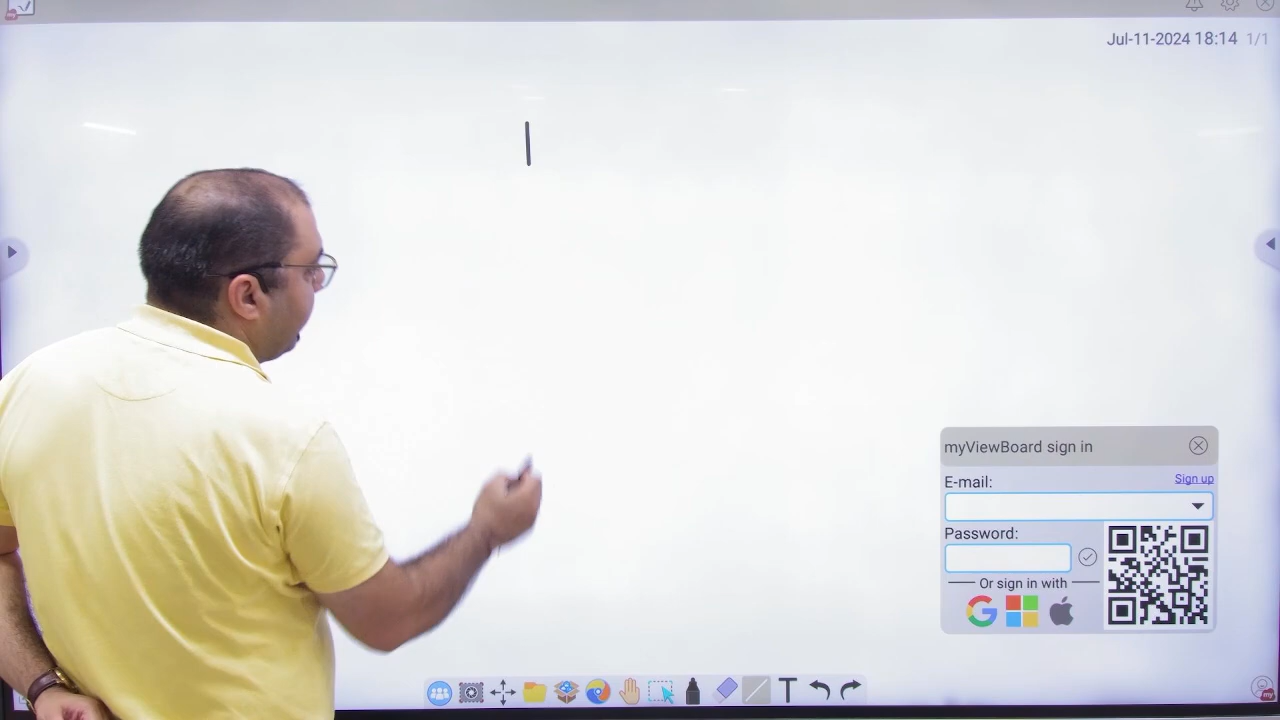 Jul-11-2024 18:14 1/1
myViewBoard sign in
E-mail:
Sign up
Password:
Or sign in with